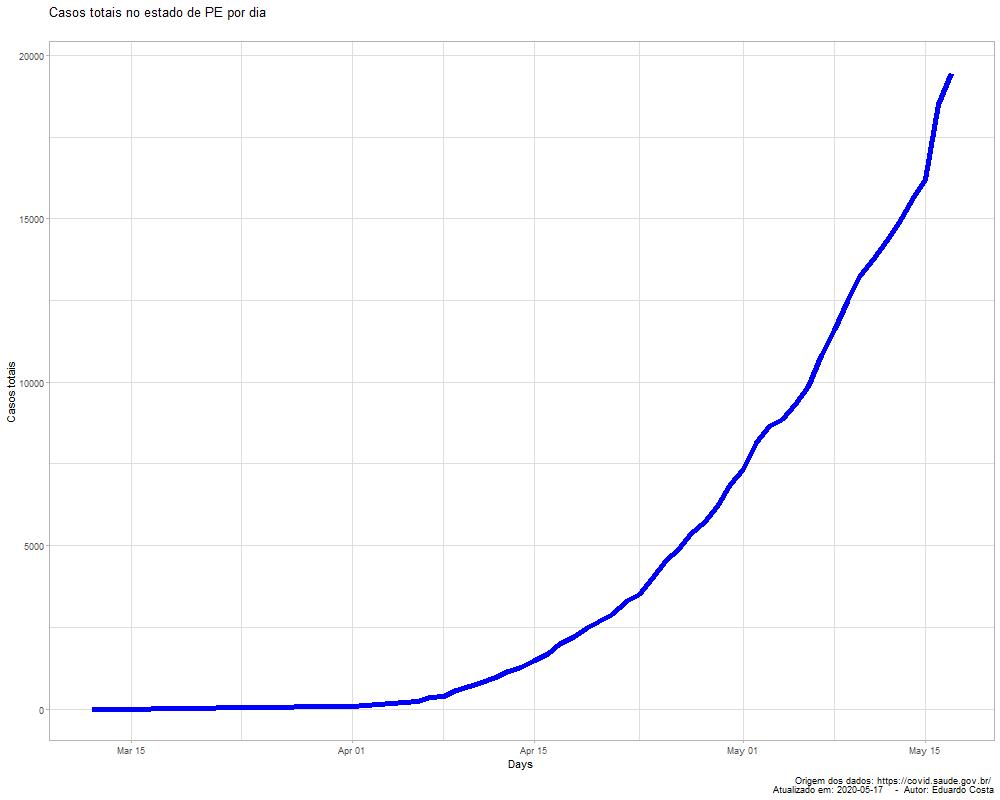 Casos totais no estado de PE por dia
20000
15000
10000
5000
0
Casos totais
Mar 15
Apr 01
Apr 15
May 01
May 15
Days
Origem dos dados: https://covid.saude.gov.br/
Atualizado em: 2020-05-17 - Autor: Eduardo Costa